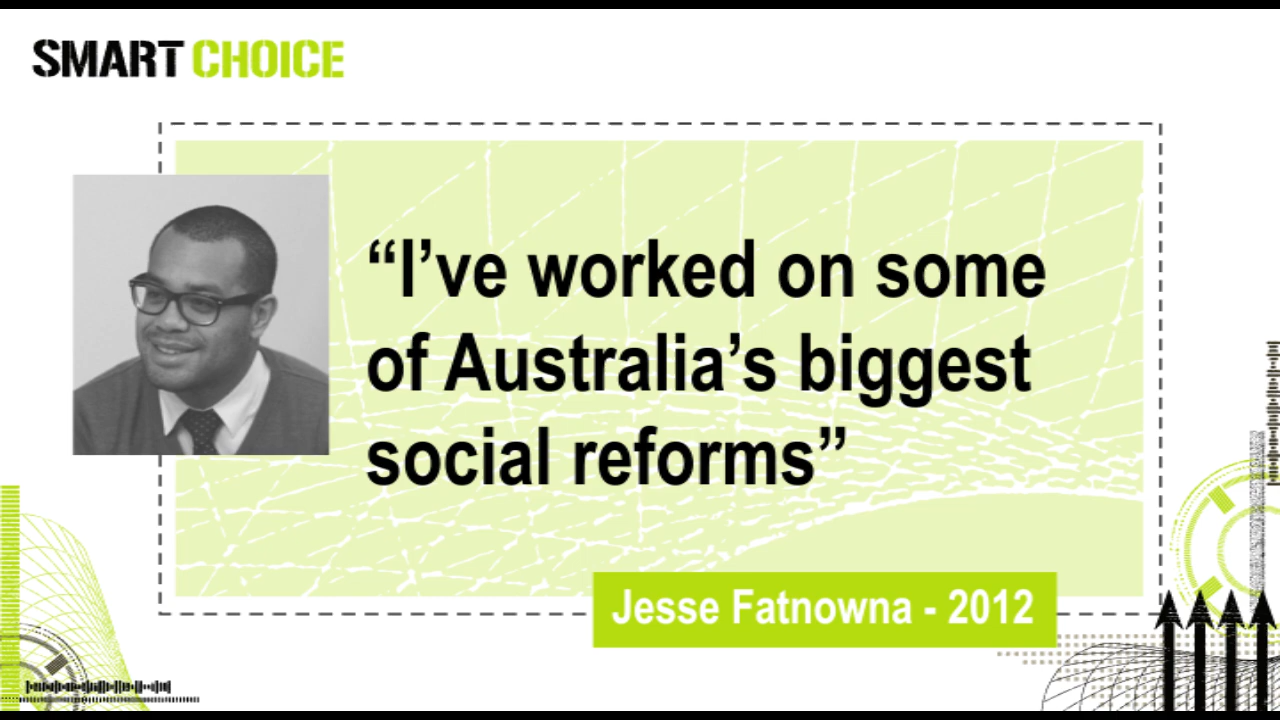 SMART CHOICE
“I’ve worked on some
of Australia’s biggest
social reforms”
Jesse Fatnowna - 2012